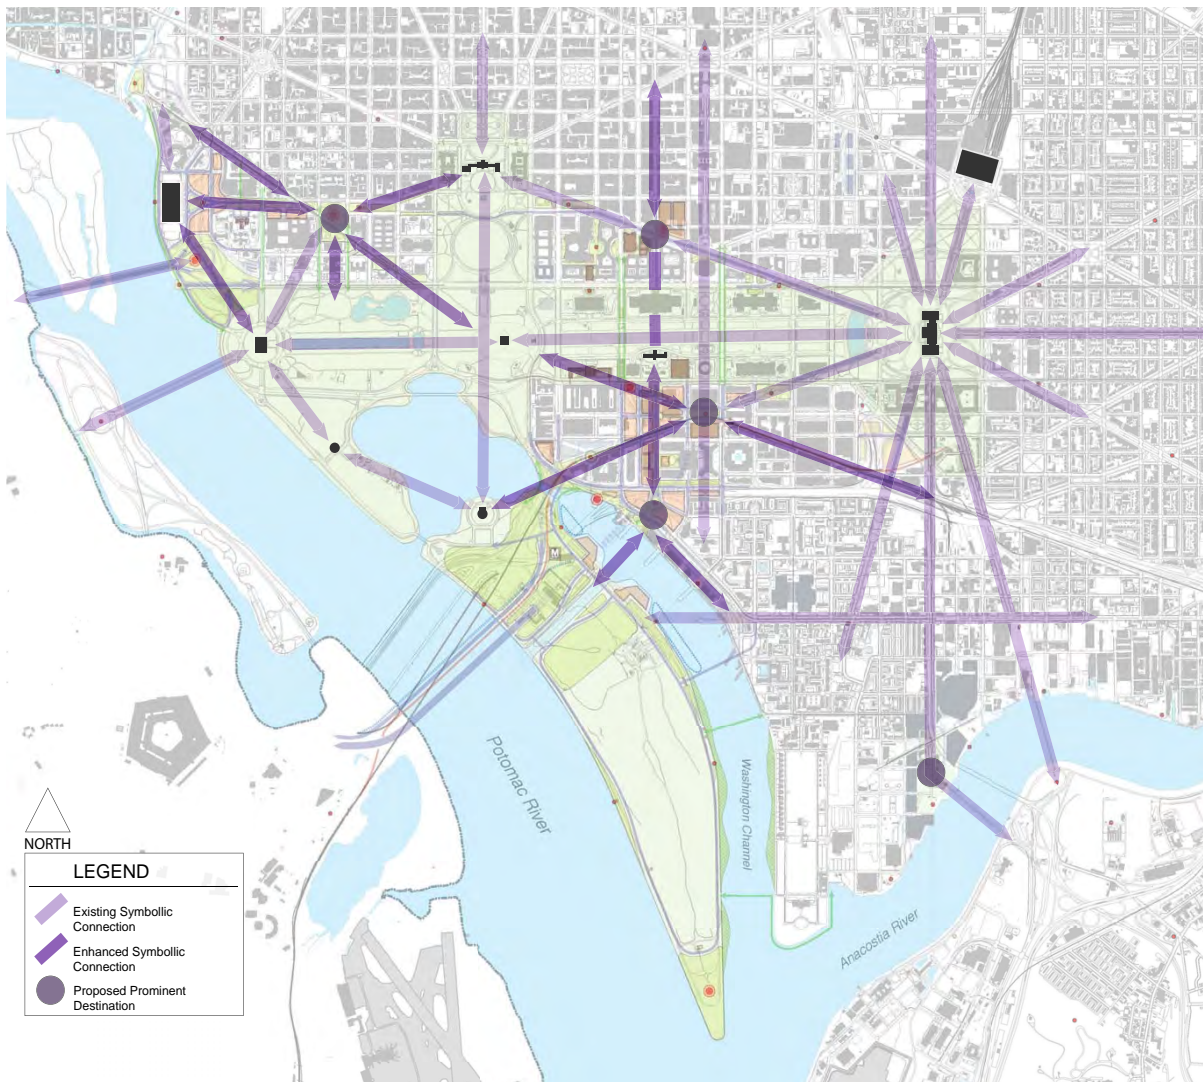 M
Potomac River
Washington Channel
Anacostia River
NORTH
LEGEND
Existing Symbollic
Connection
Enhanced Symbollic
Connection
Proposed Prominent
Destination